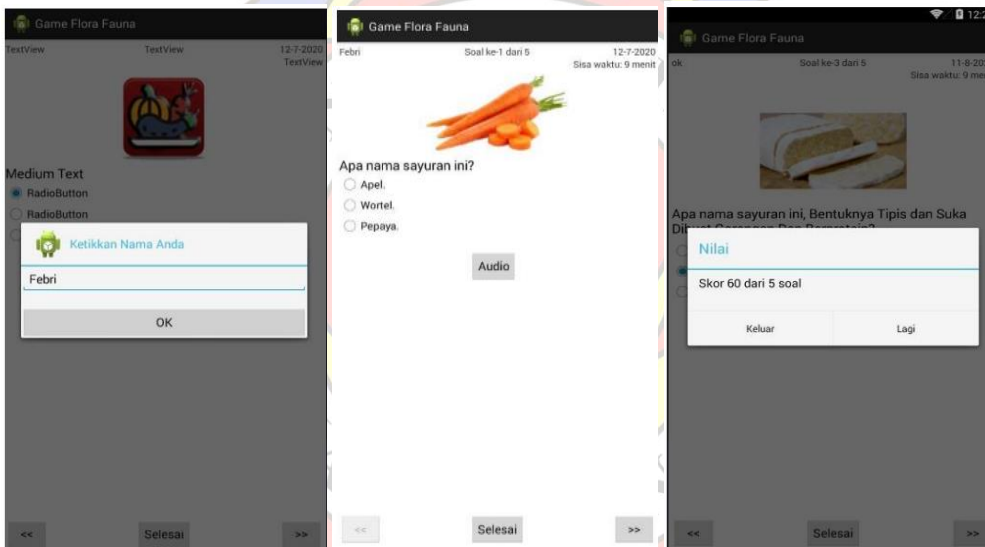 Game Flora Fauna
TextView TextView 12-7-2020
TextView
Medium Text
RadioButton
RadioButton
Ketikkan Nama Anda
Febri
OK
<< Selesai >>
Game Flora Fauna
Febri Soal ke-1 dari 5 12-7-2020
Sisa waktu: 9 menit
Apa nama sayuran ini?
Apel.
Wortel.
Pepaya.
Audio
<< Selesai >>
12:2
Game Flora Fauna
ok Soal ke-3 dari 5 11-8-20
Sisa waktu: 9 me
Apa nama sayuran ini, Bentuknya Tipis dan Suka
Nilai
Skor 60 dari 5 soal
Keluar Lagi
<< Selesai >>